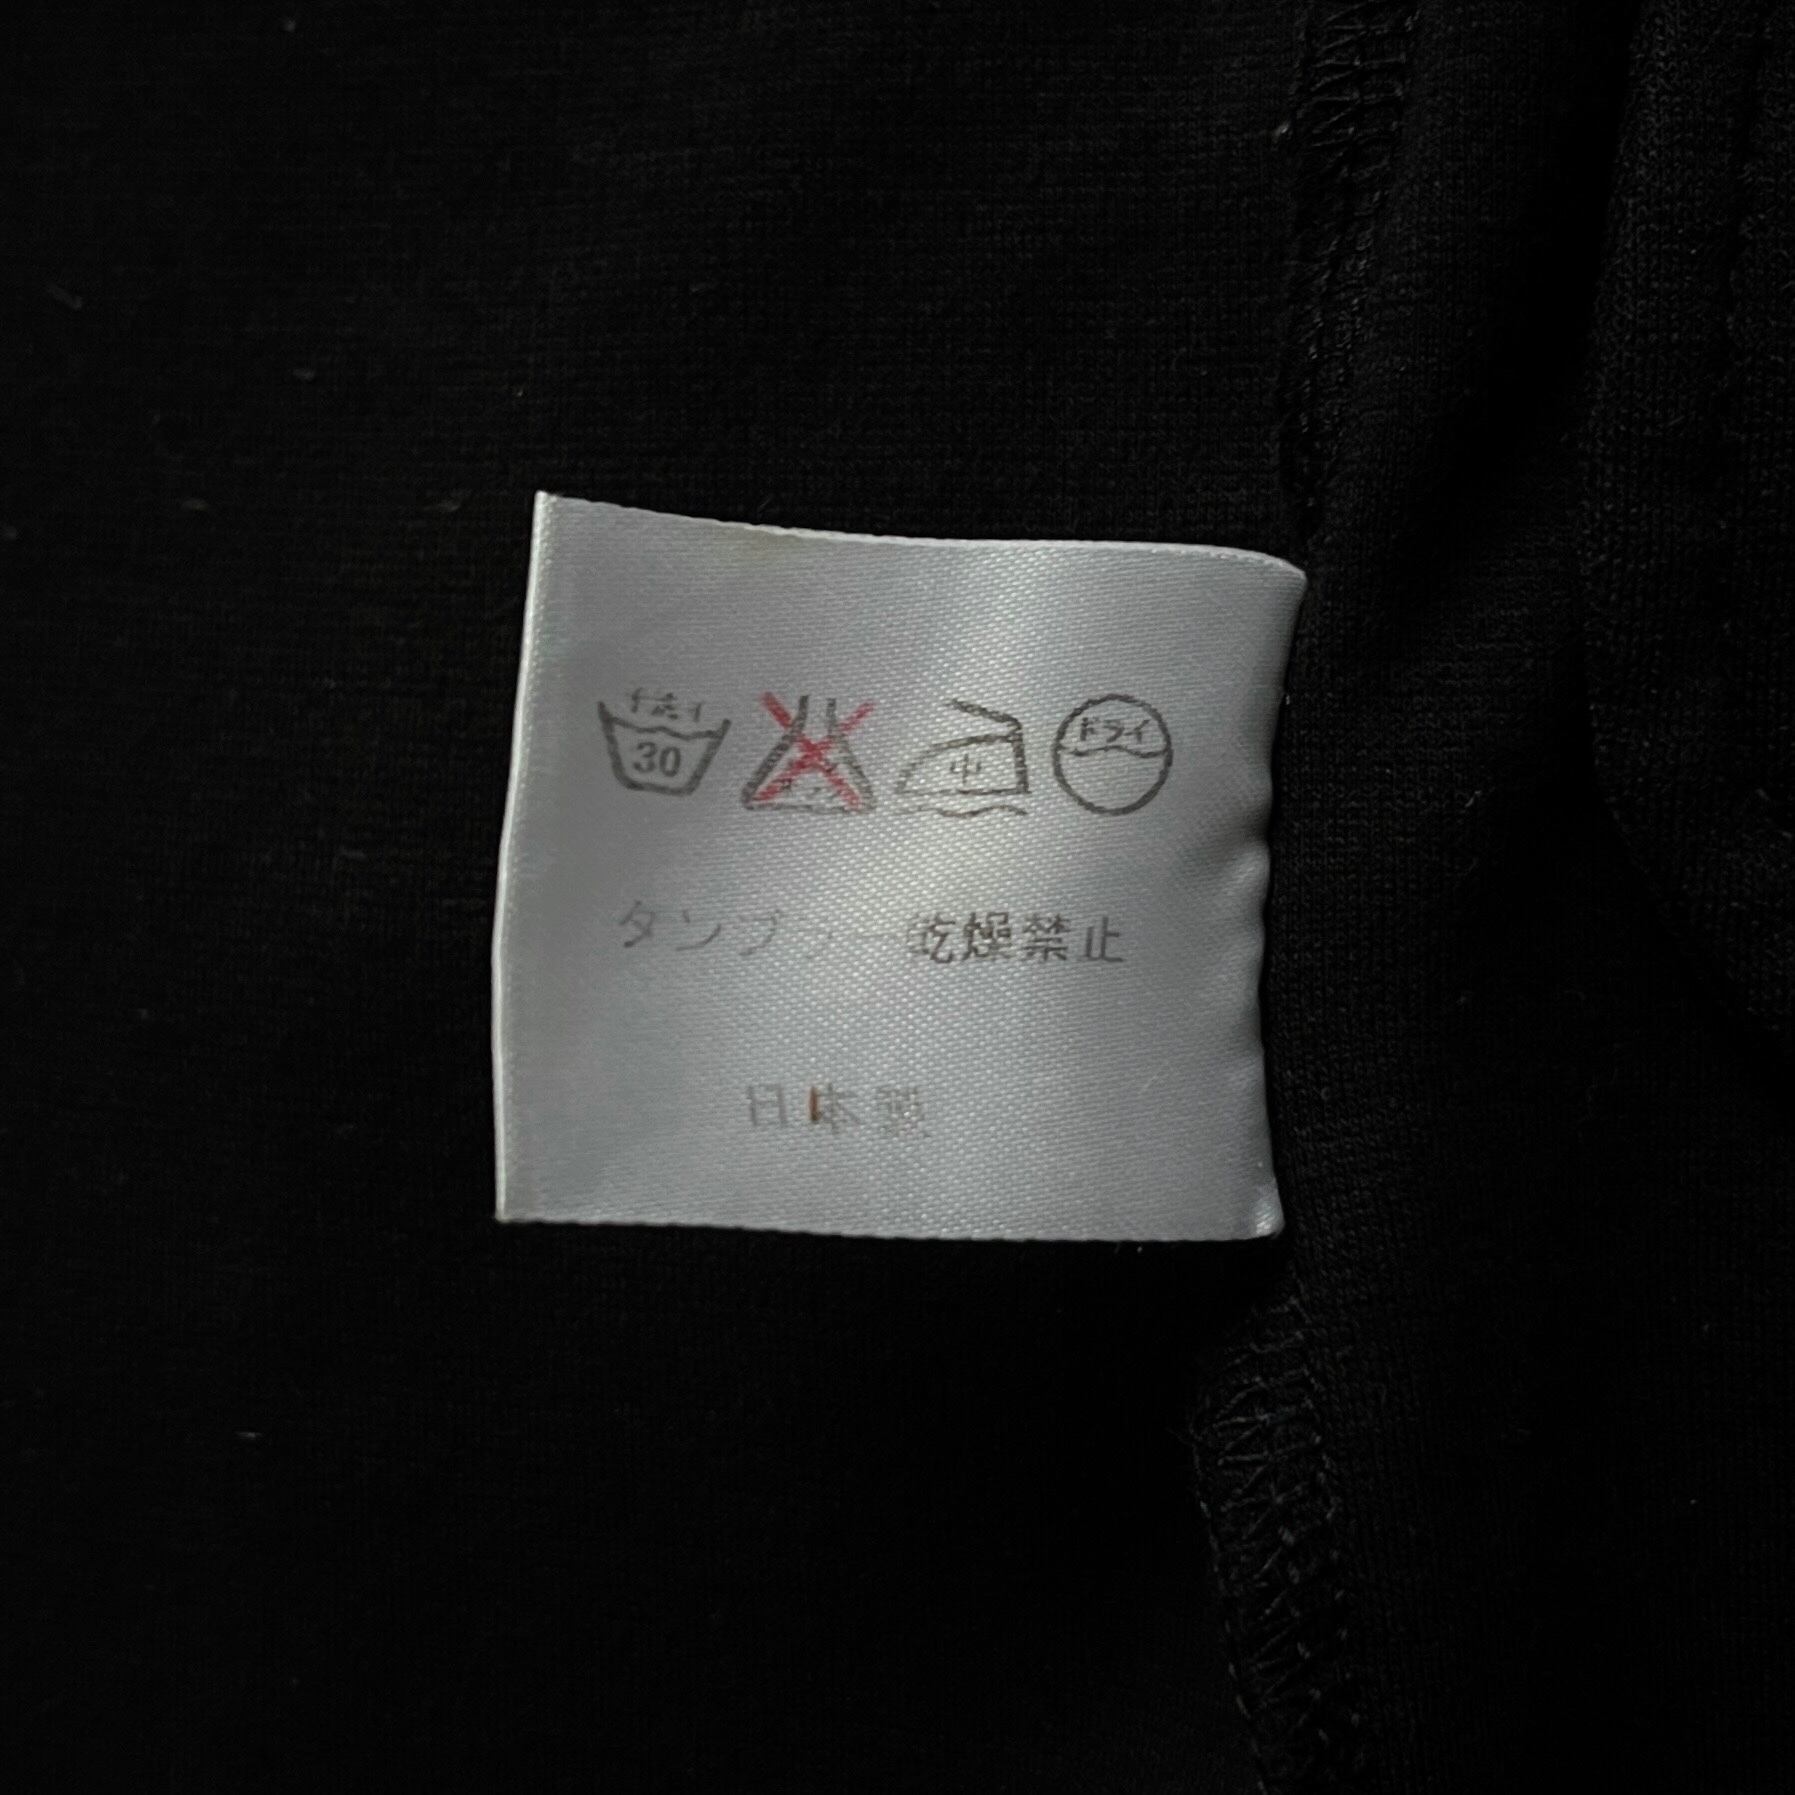 手洗イ
30 中 ドライ
タンブラー乾燥禁止
日本製